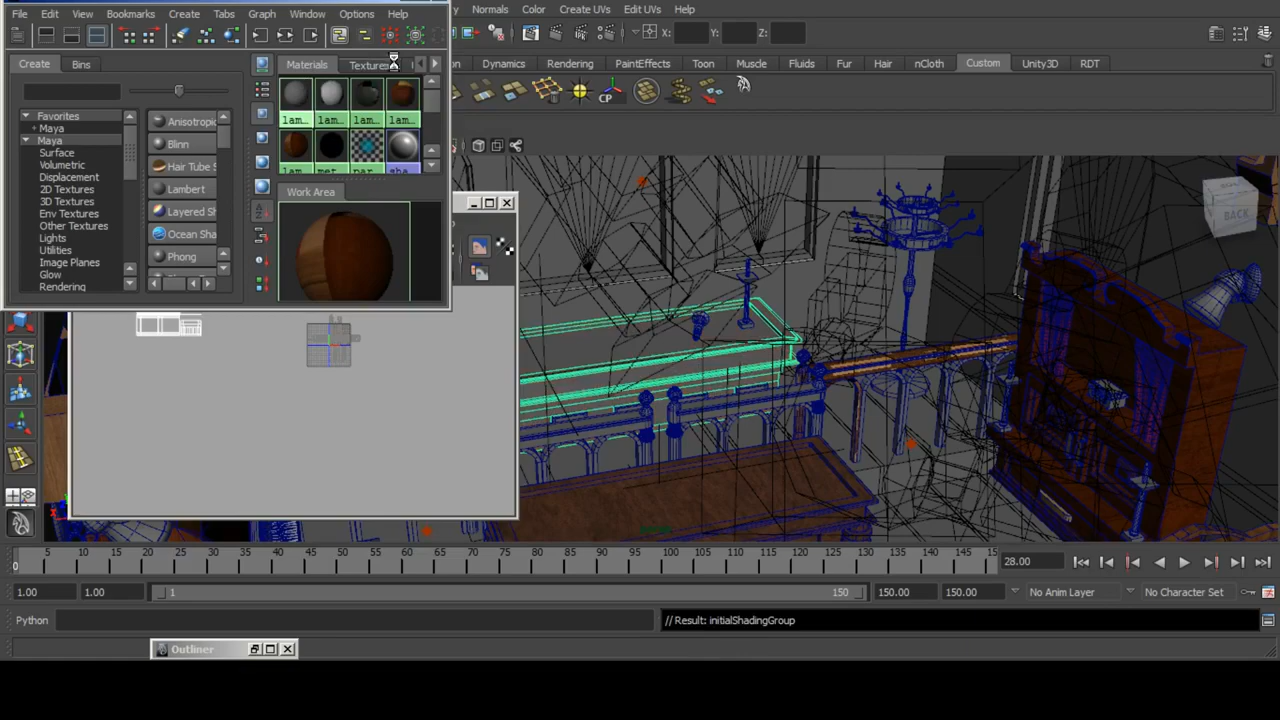 File Edit View Bookmarks Create Tabs Graph Window Options Help
Normals Color Create UVs Edit UVs Help
X: Y: Z:
Create Bins
Materials Textures
Dynamics Rendering PaintEffects Toon Muscle Fluids Fur Hair nCloth Custom Unity3D RDT
CP
Favorites
+ Maya
Maya
Surface
Volumetric
Displacement
2D Textures
3D Textures
Env Textures
Other Textures
Lights
Utilities
Image Planes
Glow
Rendering
Anisotropic
Blinn
Hair Tube S
Lambert
Layered Sh
Ocean Sha
Phong
lam... lam... lam... lam...
lam... met... par... sha...
Work Area
BACK
5 10 15 20 25 30 35 40 45 50 55 60 65 70 75 80 85 90 95 100 105 110 115 120 125 130 135 140 145 15
0
28.00
1.00 1.00 1 150 150.00 150.00 No Anim Layer No Character Set
Python // Result: initialShadingGroup
Outliner